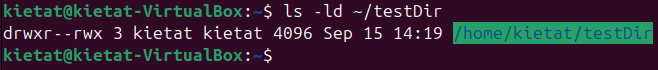 kietat@kietat-VirtualBox:~$ ls -ld ~/testDir
drwxr--rwx 3 kietat kietat 4096 Sep 15 14:19 /home/kietat/testDir
kietat@kietat-VirtualBox:~$